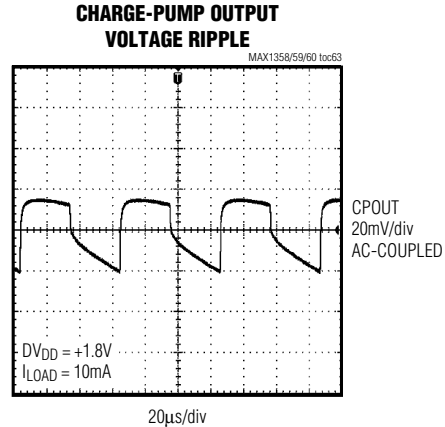 CHARGE-PUMP OUTPUT
VOLTAGE RIPPLE
MAX1358/59/60 toc63
T
CPOUT
20mV/div
AC-COUPLED
DVDD = +1.8V
ILOAD = 10mA
20µs/div